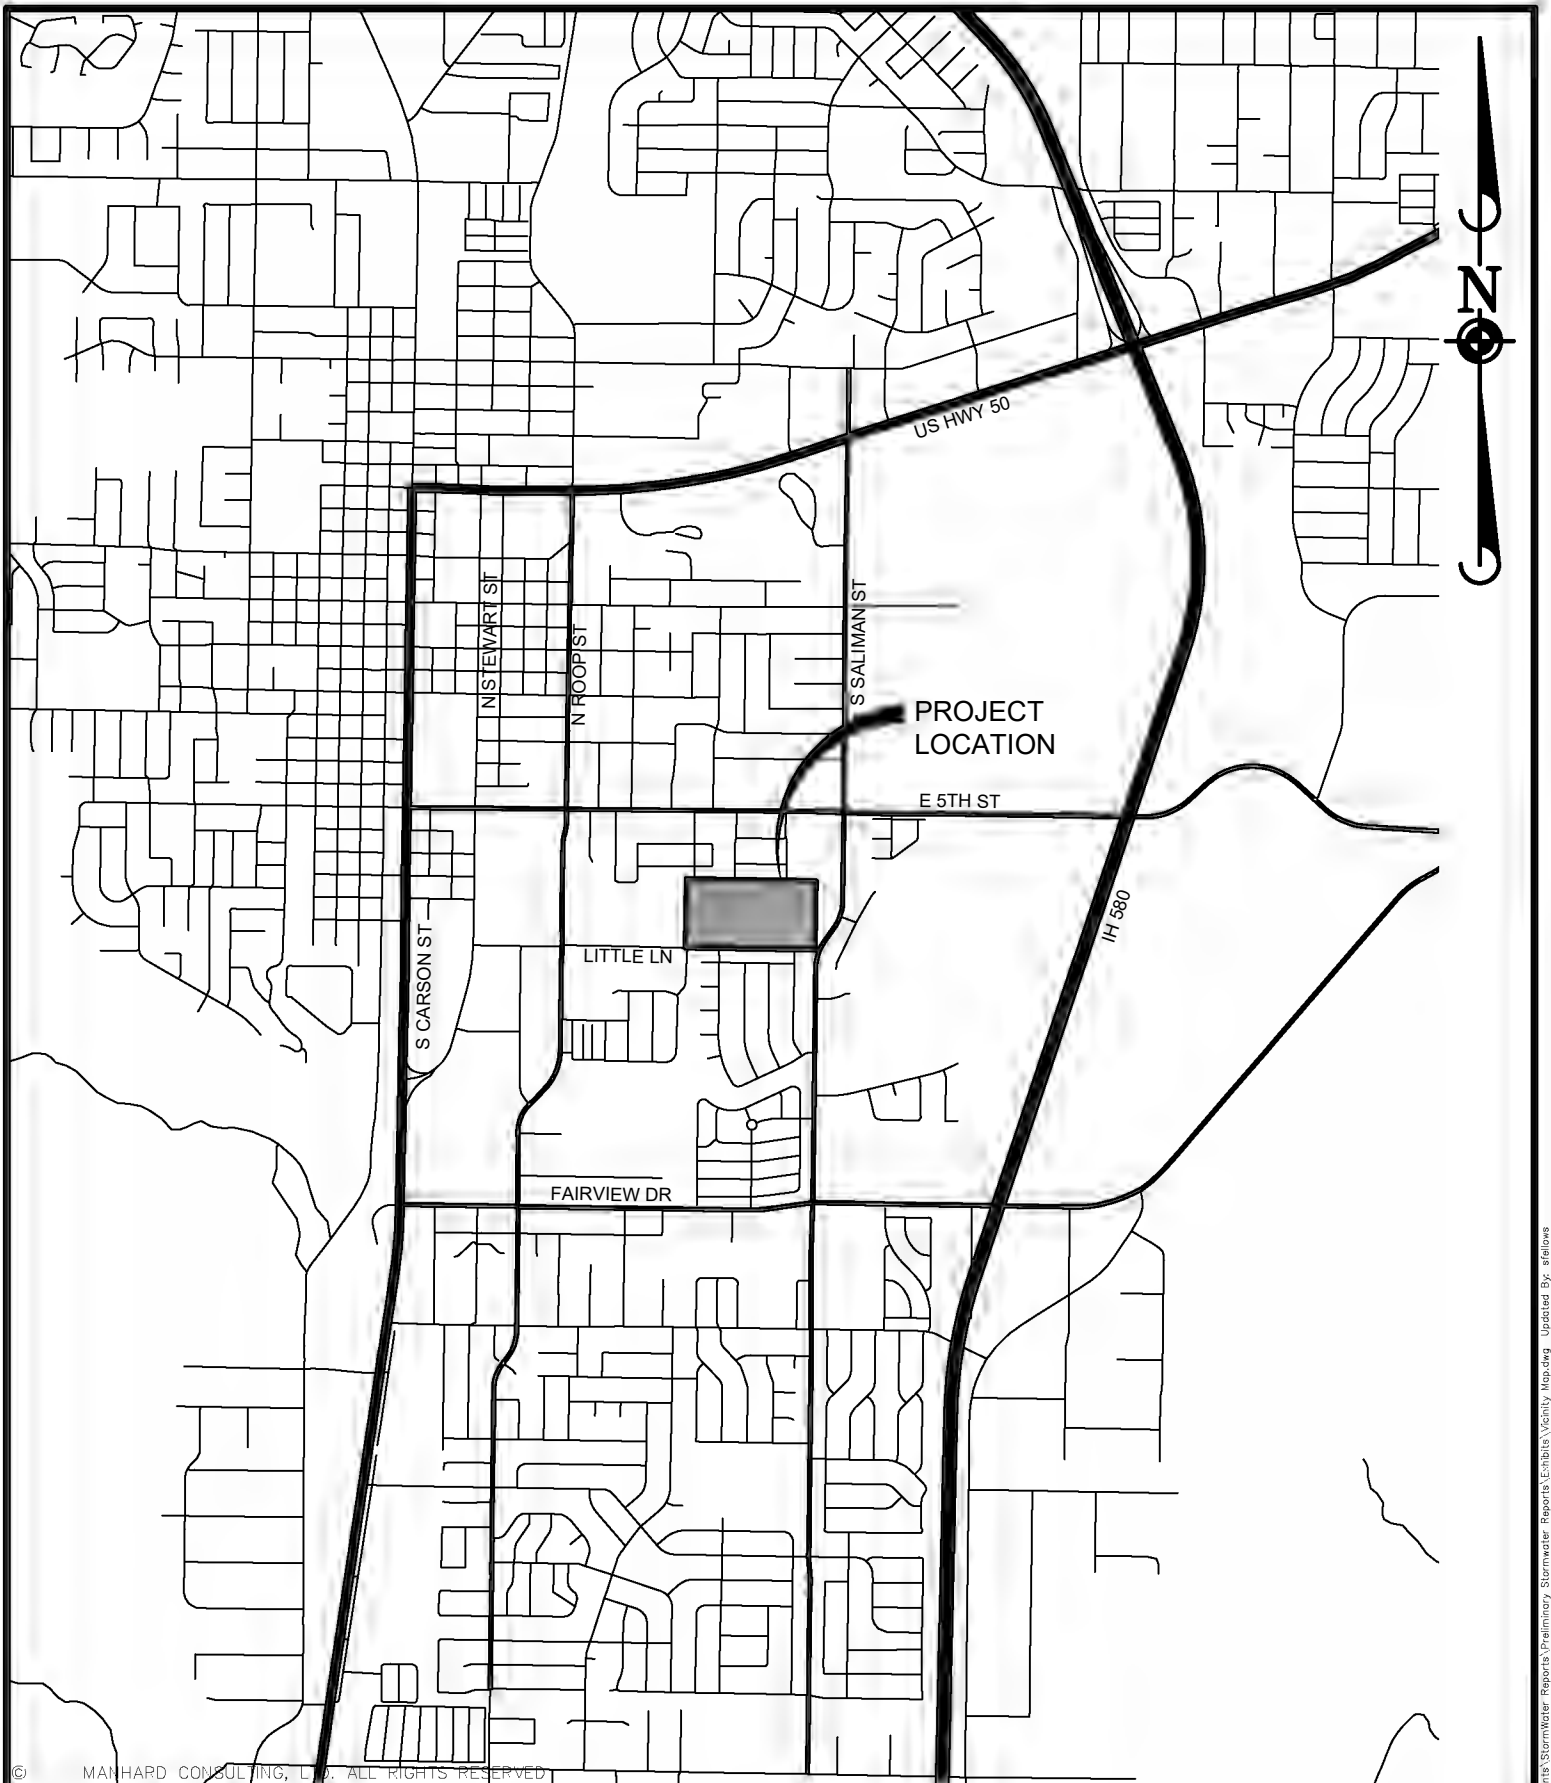 N
US HWY 50
N STEWART ST
N ROOP ST
S SALIMAN ST
PROJECT
LOCATION
E 5TH ST
IH 580
LITTLE LN
S CARSON ST
FAIRVIEW DR
© MANHARD CONSULTING, LTD. ALL RIGHTS RESERVED
nts\StormWater Reports\Preliminary Stormwater Reports\Exhibits\Vicinity Map.dwg Updated By: sfellows